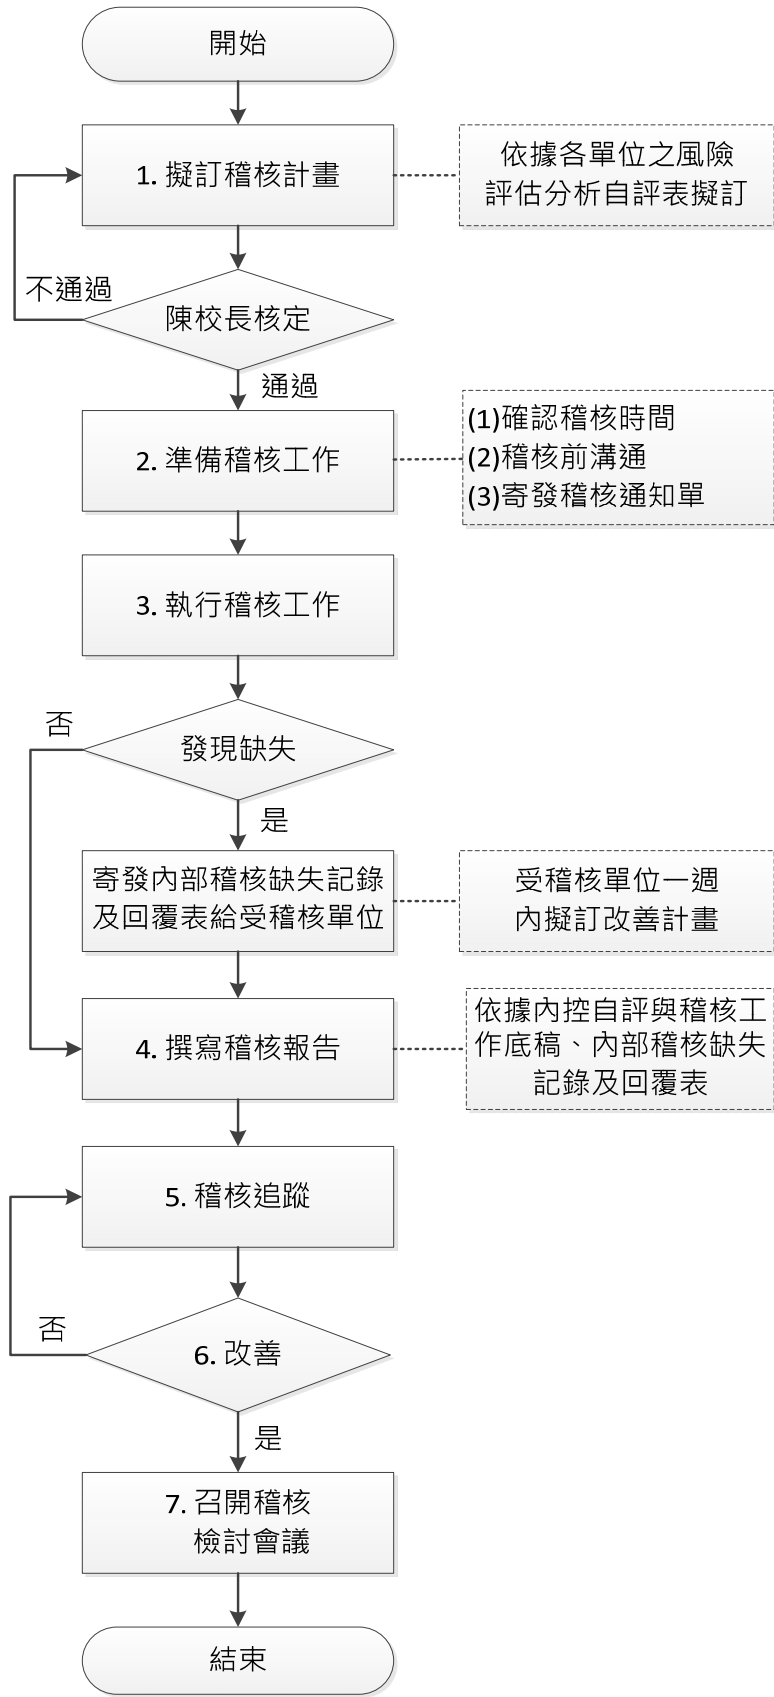 開始
1. 擬訂稽核計畫
依據各單位之風險
評估分析自評表擬訂
不通過
陳校長核定
通過
2. 準備稽核工作
(1)確認稽核時間
(2)稽核前溝通
(3)寄發稽核通知單
3. 執行稽核工作
否
發現缺失
是
寄發內部稽核缺失記錄
及回覆表給受稽核單位
受稽核單位一週
內擬訂改善計畫
4. 撰寫稽核報告
依據內控自評與稽核工
作底稿、內部稽核缺失
記錄及回覆表
5. 稽核追蹤
否
6. 改善
是
7. 召開稽核
檢討會議
結束